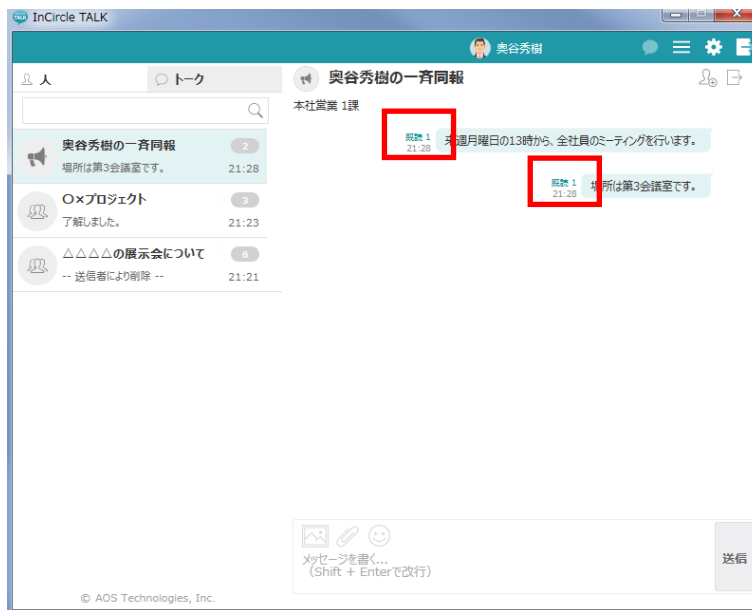 InCircle TALK
奥谷秀樹
人
トーク
奥谷秀樹の一斉同報
2
場所は第3会議室です。
21:28
〇×プロジェクト
3
了解しました。
21:23
△△△△の展示会について
6
-- 送信者により削除 --
21:21
© AOS Technologies, Inc.
奥谷秀樹の一斉同報
本社営業 1課
既読 1
21:28
来週月曜日の13時から、全社員のミーティングを行います。
既読 1
21:28
場所は第3会議室です。
メッセージを書く...
（Shift + Enterで改行）
送信